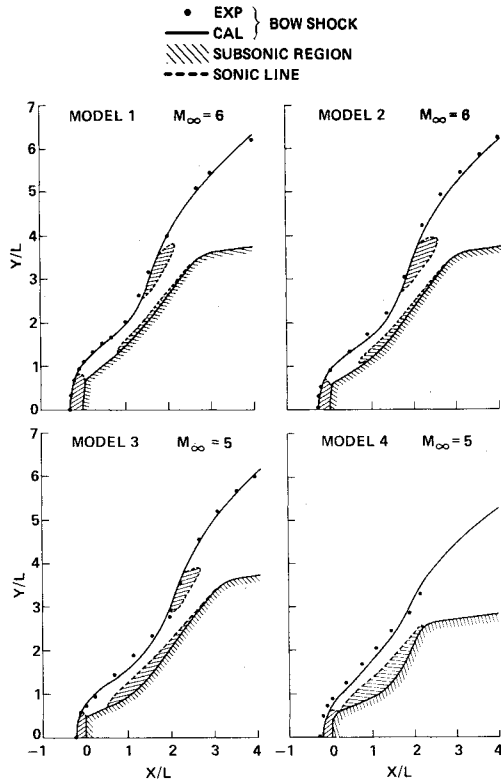 • EXP
— CAL
} BOW SHOCK
SUBSONIC REGION
---- SONIC LINE
MODEL 1 M∞ = 6
MODEL 2 M∞ = 6
7
6
5
4
3
2
1
0
Y/L
MODEL 3 M∞ = 5
MODEL 4 M∞ = 5
7
6
5
4
3
2
1
0
Y/L
−1 0 1 2 3 4
−1 0 1 2 3 4
X/L
X/L